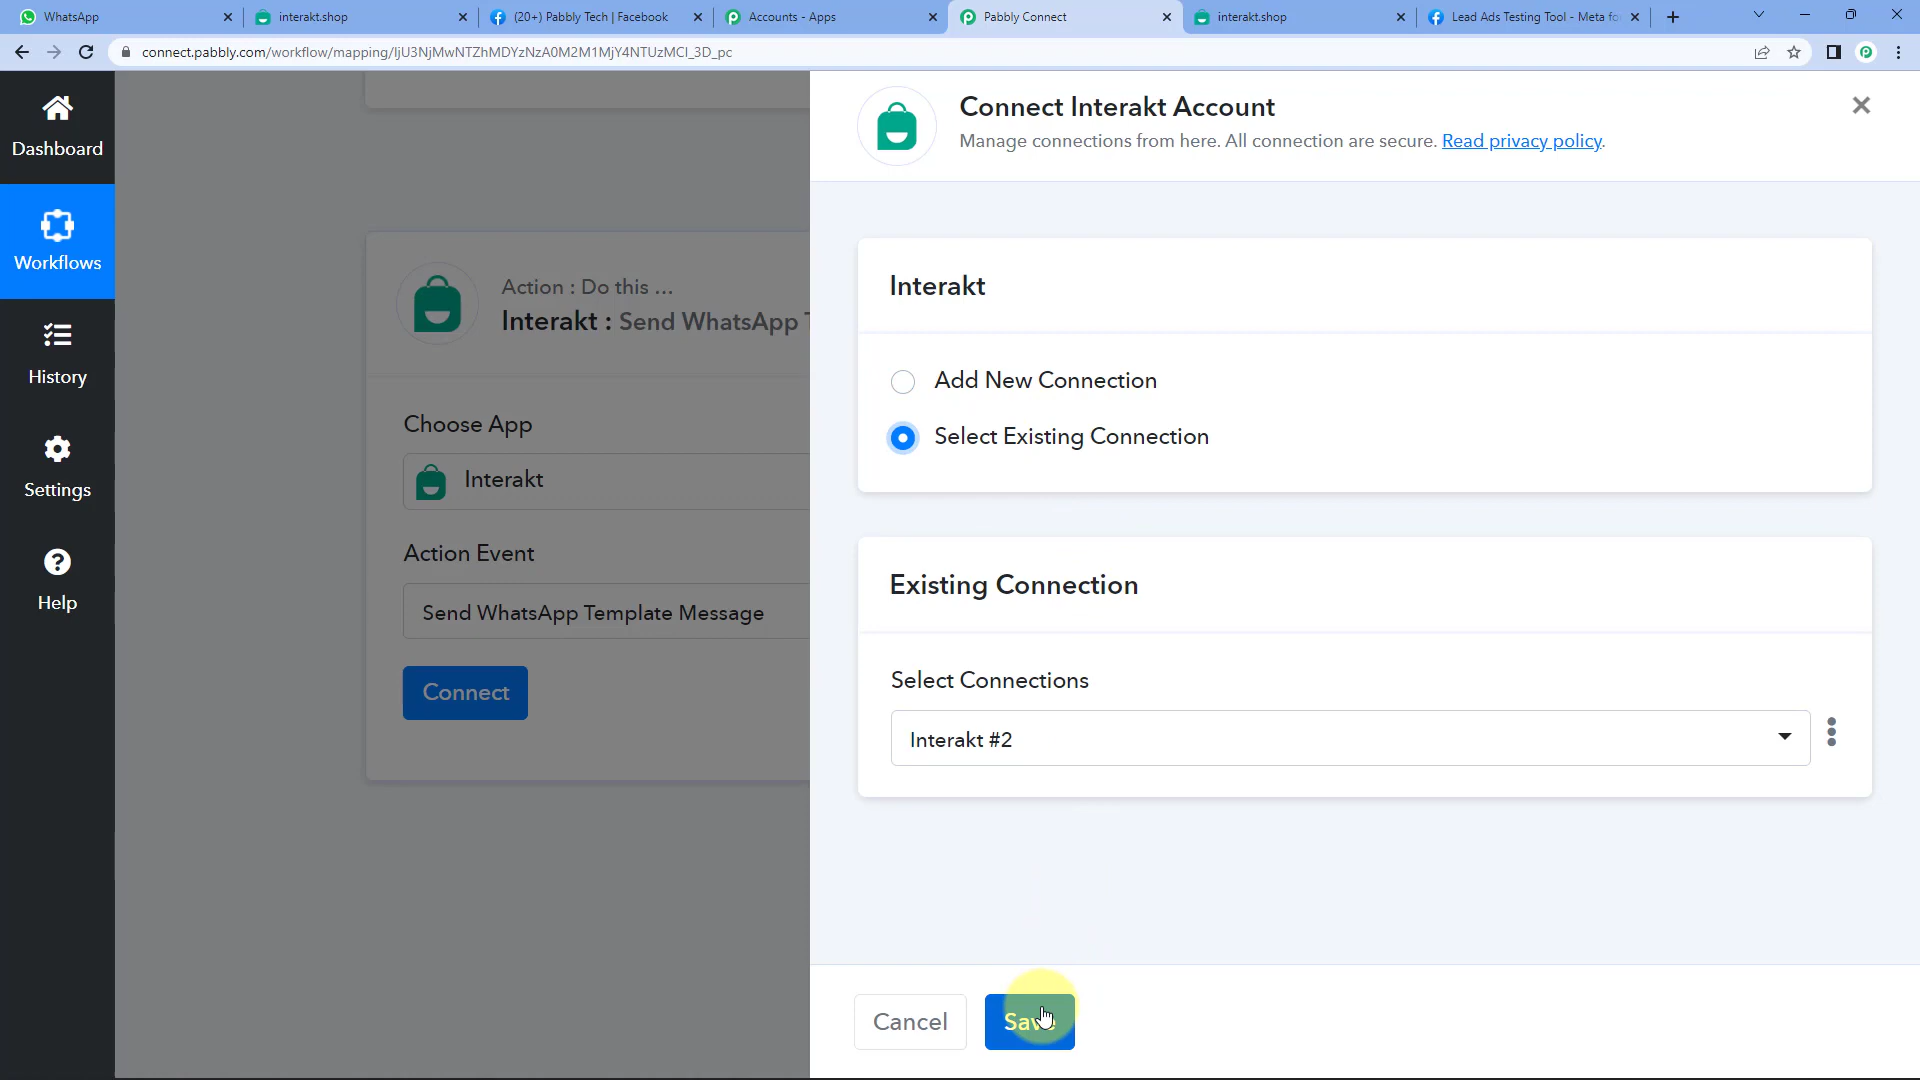 WhatsApp
interakt.shop
(20+) Pabbly Tech | Facebook
Accounts - Apps
Pabbly Connect
interakt.shop
Lead Ads Testing Tool - Meta fo
connect.pabbly.com/workflow/mapping/IjU3NjMwNTZhMDYzNzA0M2M1MjY4NTUzMCI_3D_pc
Dashboard
Workflows
History
Settings
Help
Action : Do this ...
Interakt : Send WhatsApp T
Choose App
Interakt
Action Event
Send WhatsApp Template Message
Connect
Connect Interakt Account
Manage connections from here. All connection are secure. Read privacy policy.
Interakt
Add New Connection
Select Existing Connection
Existing Connection
Select Connections
Interakt #2
Cancel
Save